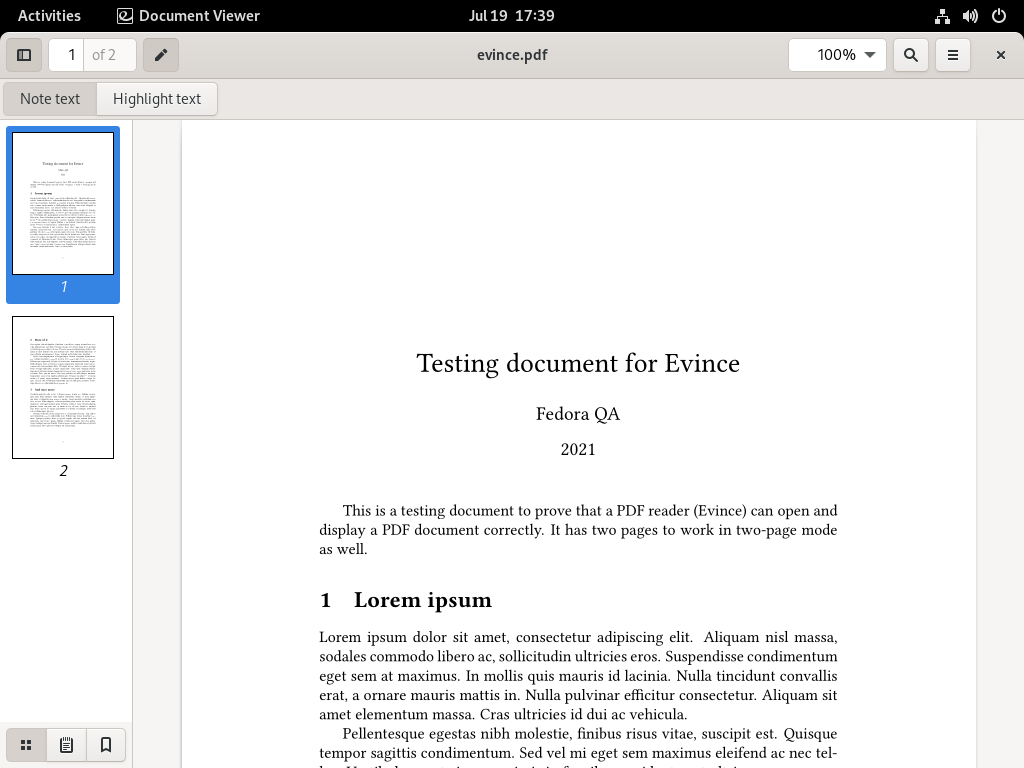 Activities
Document Viewer
Jul 19 17:39
1 of 2
evince.pdf
100%
Note text
Highlight text
1
2
Testing document for Evince
Fedora QA
2021
This is a testing document to prove that a PDF reader (Evince) can open and
display a PDF document correctly. It has two pages to work in two-page mode
as well.
1 Lorem ipsum
Lorem ipsum dolor sit amet, consectetur adipiscing elit. Aliquam nisl massa,
sodales commodo libero ac, sollicitudin ultricies eros. Suspendisse condimentum
eget sem at maximus. In mollis quis mauris id lacinia. Nulla tincidunt convallis
erat, a ornare mauris mattis in. Nulla pulvinar efficitur consectetur. Aliquam sit
amet elementum massa. Cras ultricies id dui ac vehicula.
Pellentesque egestas nibh molestie, finibus risus vitae, suscipit est. Quisque
tempor sagittis condimentum. Sed vel mi eget sem maximus eleifend ac nec tel-